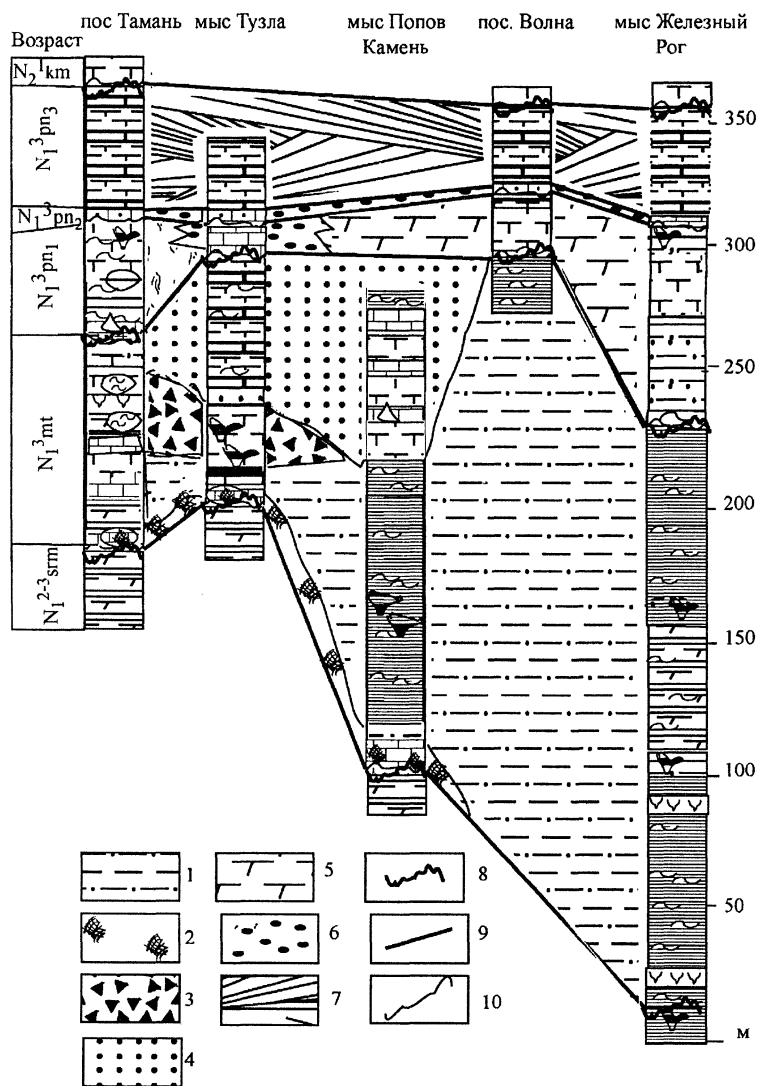 пос Тамань мыс Тузла мыс Попов Камень пос. Волна мыс Железный Рог
Возраст
N₂¹km
N₁³pn₃
N₁³pn₂
N₁³pn₁
N₁³mt
N₁²⁻³srm
350
300
250
200
150
100
м
1
2
3
4
5
6
7
8
9
10